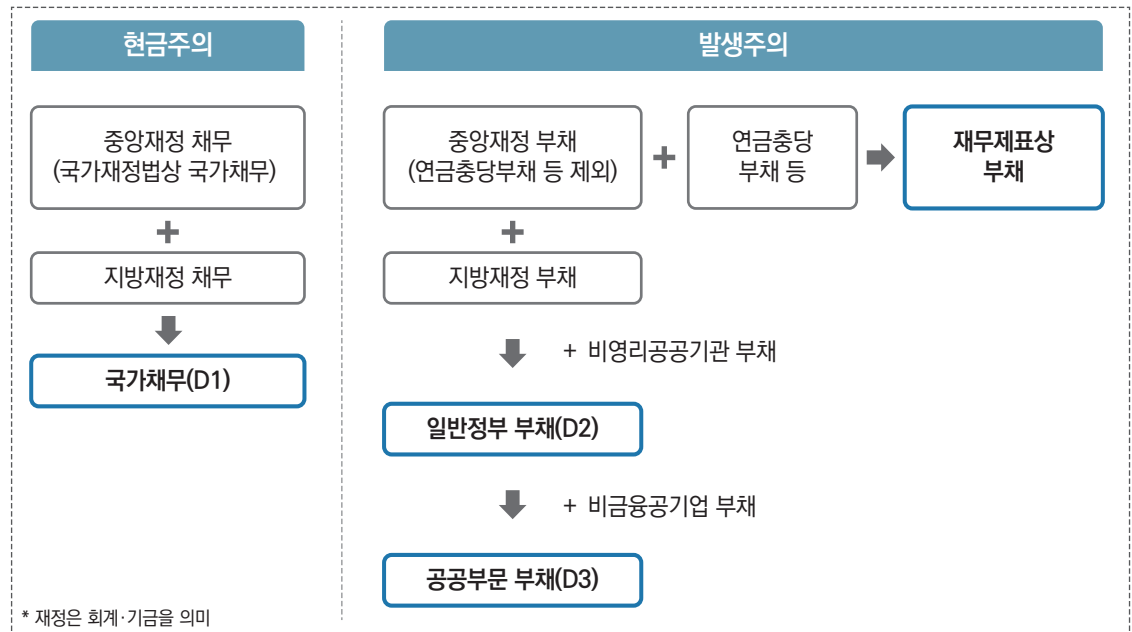 현금주의
중앙재정 채무
(국가재정법상 국가채무)
+
지방재정 채무
국가채무(D1)
* 재정은 회계·기금을 의미
발생주의
중앙재정 부채
(연금충당부채 등 제외)
+
연금충당
부채 등
재무제표상
부채
+
지방재정 부채
+ 비영리공공기관 부채
일반정부 부채(D2)
+ 비금융공기업 부채
공공부문 부채(D3)